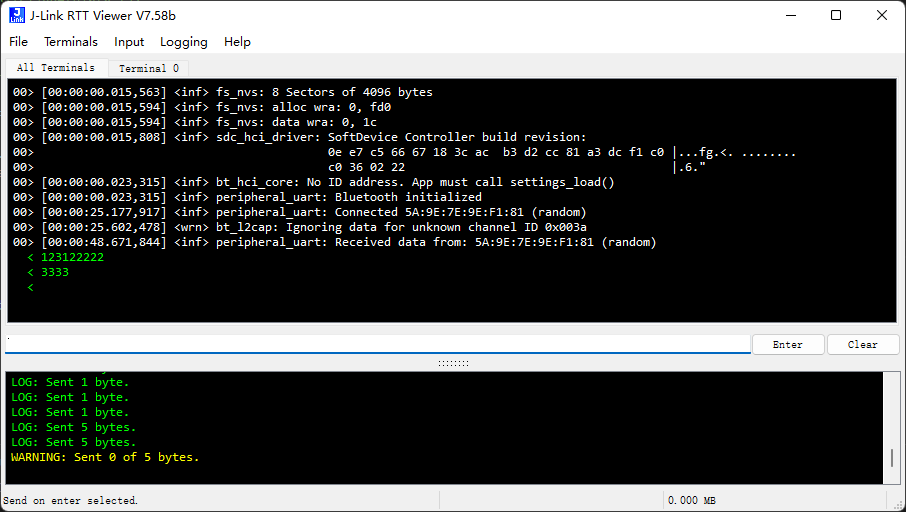 J-Link RTT Viewer V7.58b
File Terminals Input Logging Help
All Terminals Terminal 0
00> [00:00:00.015,563] <inf> fs_nvs: 8 Sectors of 4096 bytes
00> [00:00:00.015,594] <inf> fs_nvs: alloc wra: 0, fd0
00> [00:00:00.015,594] <inf> fs_nvs: data wra: 0, 1c
00> [00:00:00.015,808] <inf> sdc_hci_driver: SoftDevice Controller build revision:
00> 0e e7 c5 66 67 18 3c ac b3 d2 cc 81 a3 dc f1 c0 |...fg.<. ........
00> c0 36 02 22 |.6."
00> [00:00:00.023,315] <inf> bt_hci_core: No ID address. App must call settings_load()
00> [00:00:00.023,315] <inf> peripheral_uart: Bluetooth initialized
00> [00:00:25.177,917] <inf> peripheral_uart: Connected 5A:9E:7E:9E:F1:81 (random)
00> [00:00:25.602,478] <wrn> bt_l2cap: Ignoring data for unknown channel ID 0x003a
00> [00:00:48.671,844] <inf> peripheral_uart: Received data from: 5A:9E:7E:9E:F1:81 (random)
< 123122222
< 3333
<
Enter Clear
LOG: Sent 1 byte.
LOG: Sent 1 byte.
LOG: Sent 1 byte.
LOG: Sent 5 bytes.
LOG: Sent 5 bytes.
WARNING: Sent 0 of 5 bytes.
Send on enter selected. 0.000 MB